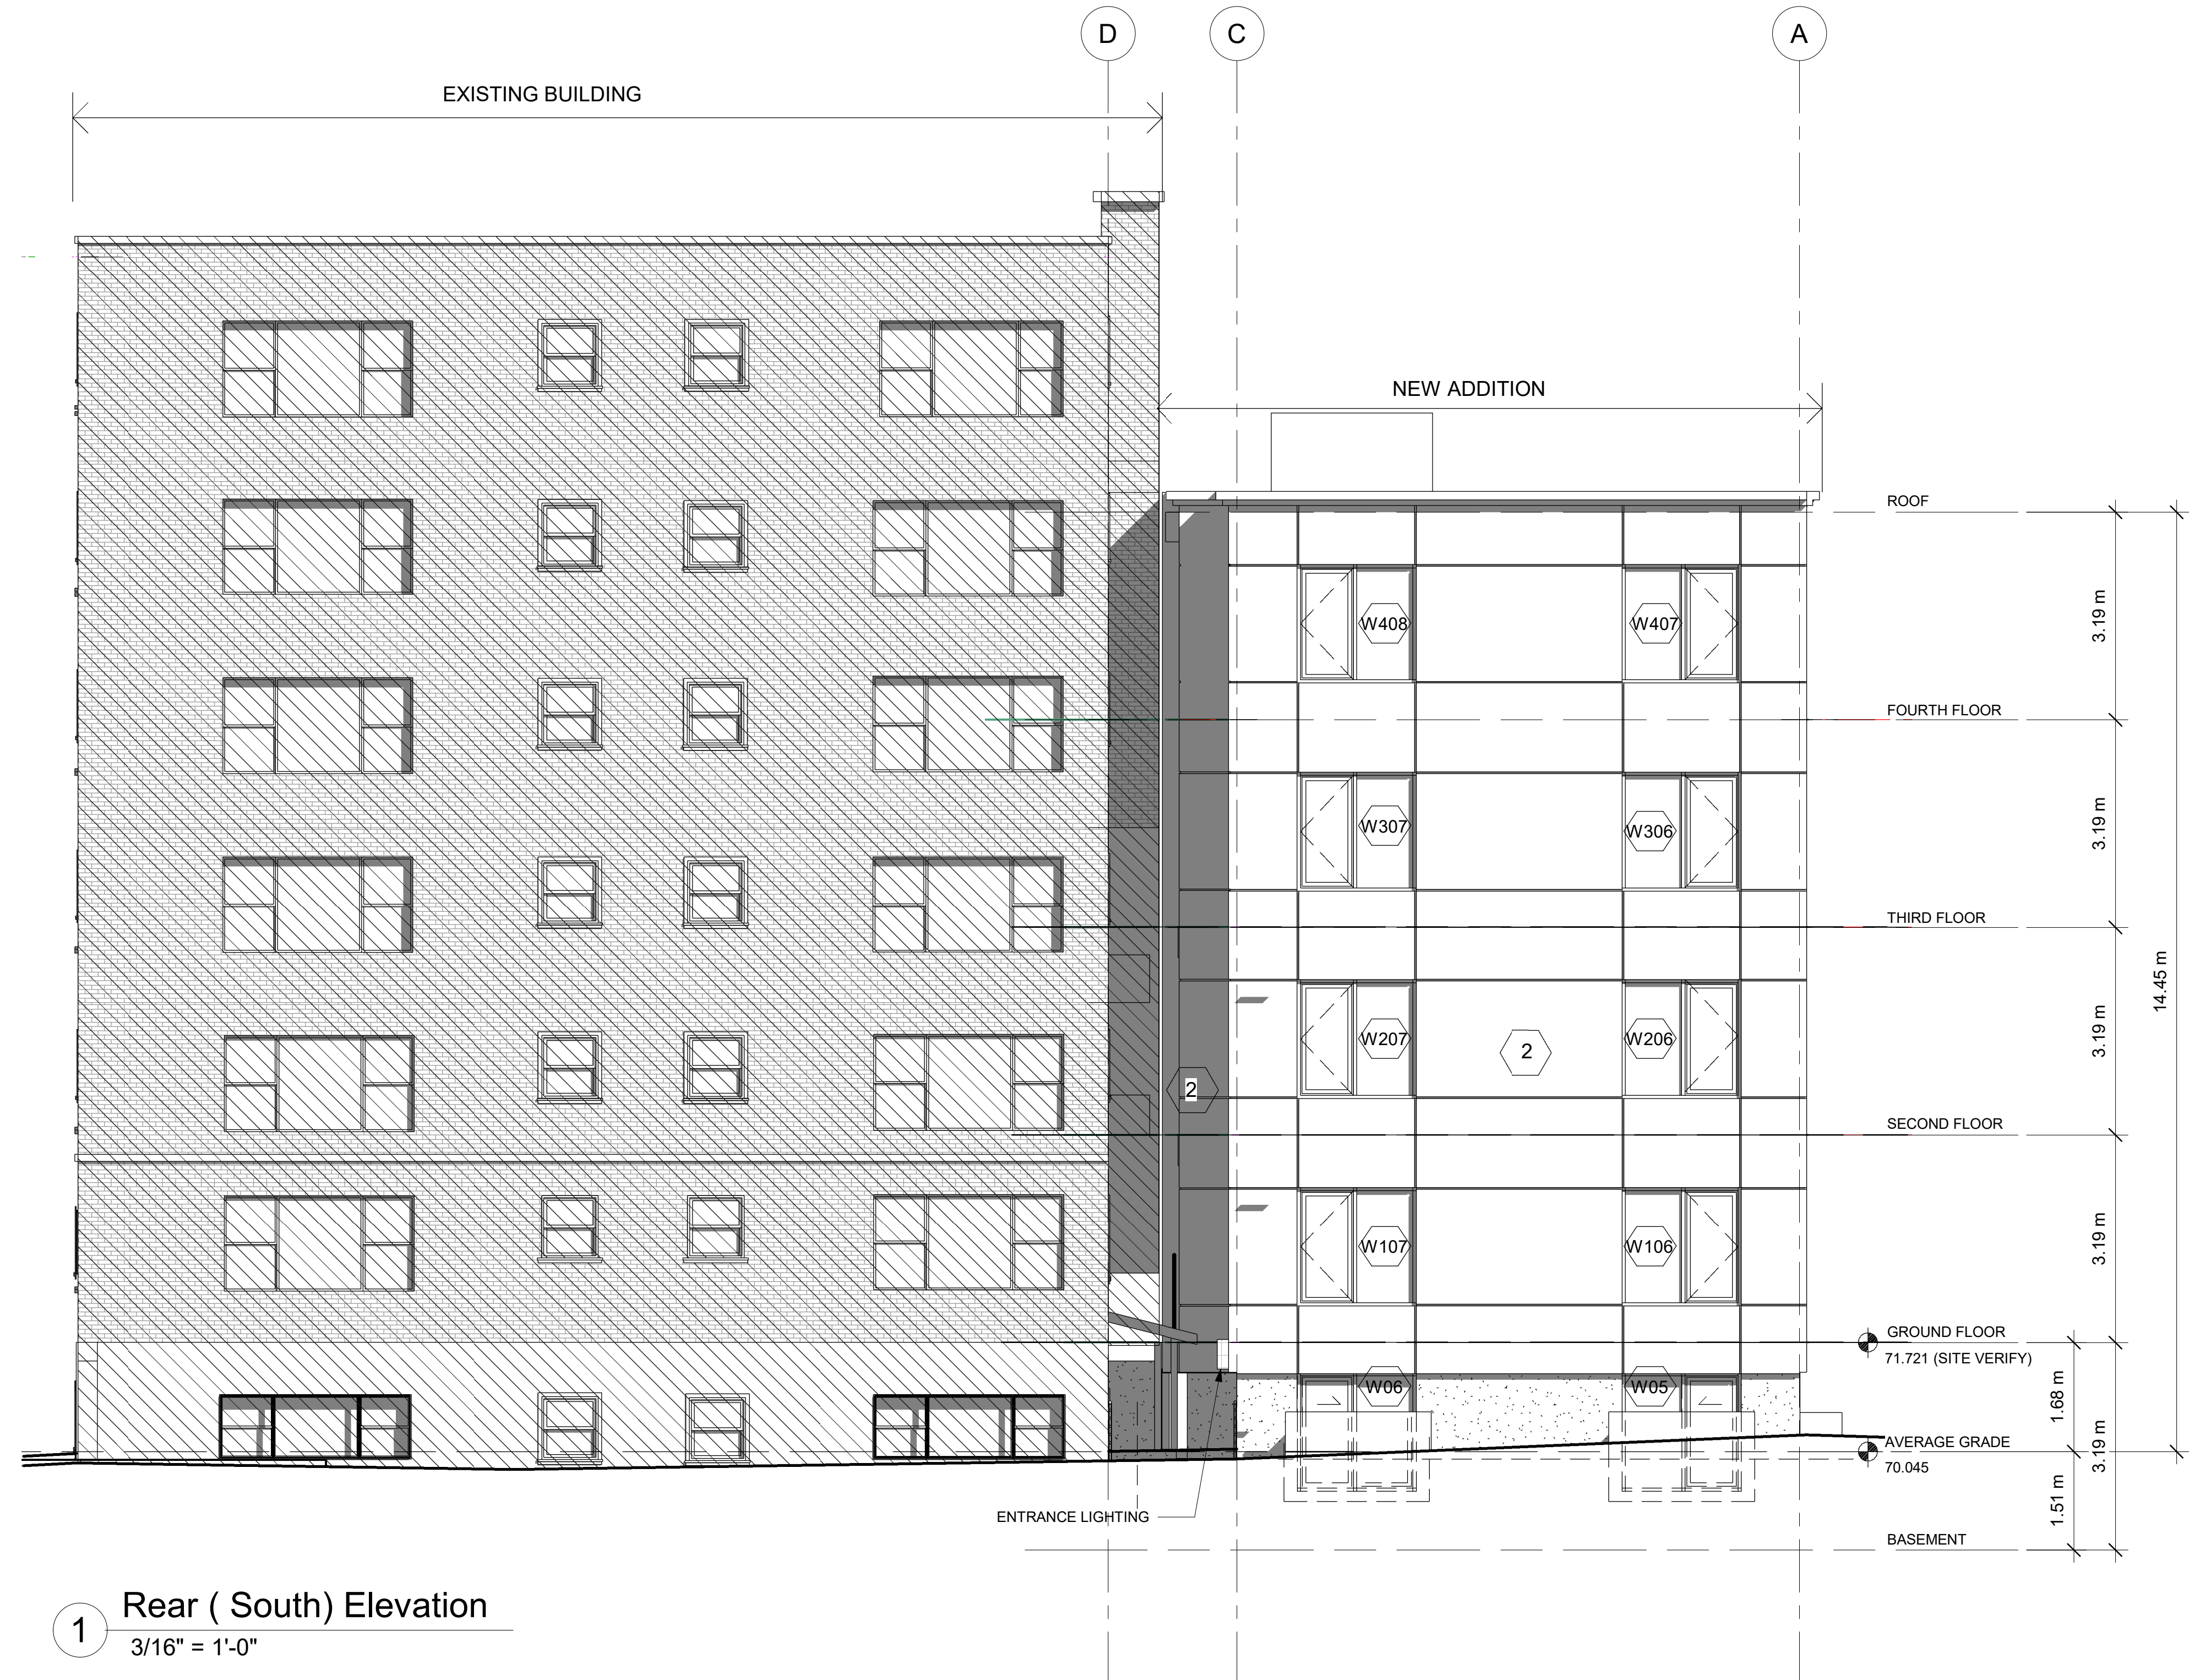 D
C
A
EXISTING BUILDING
NEW ADDITION
ROOF
W408
W407
3.19 m
FOURTH FLOOR
W307
W306
3.19 m
THIRD FLOOR
14.45 m
W207
2
W206
3.19 m
2
SECOND FLOOR
W107
W106
3.19 m
GROUND FLOOR
71.721 (SITE VERIFY)
W06
W05
1.68 m
AVERAGE GRADE
70.045
3.19 m
1.51 m
ENTRANCE LIGHTING
BASEMENT
1
Rear ( South) Elevation
3/16" = 1'-0"